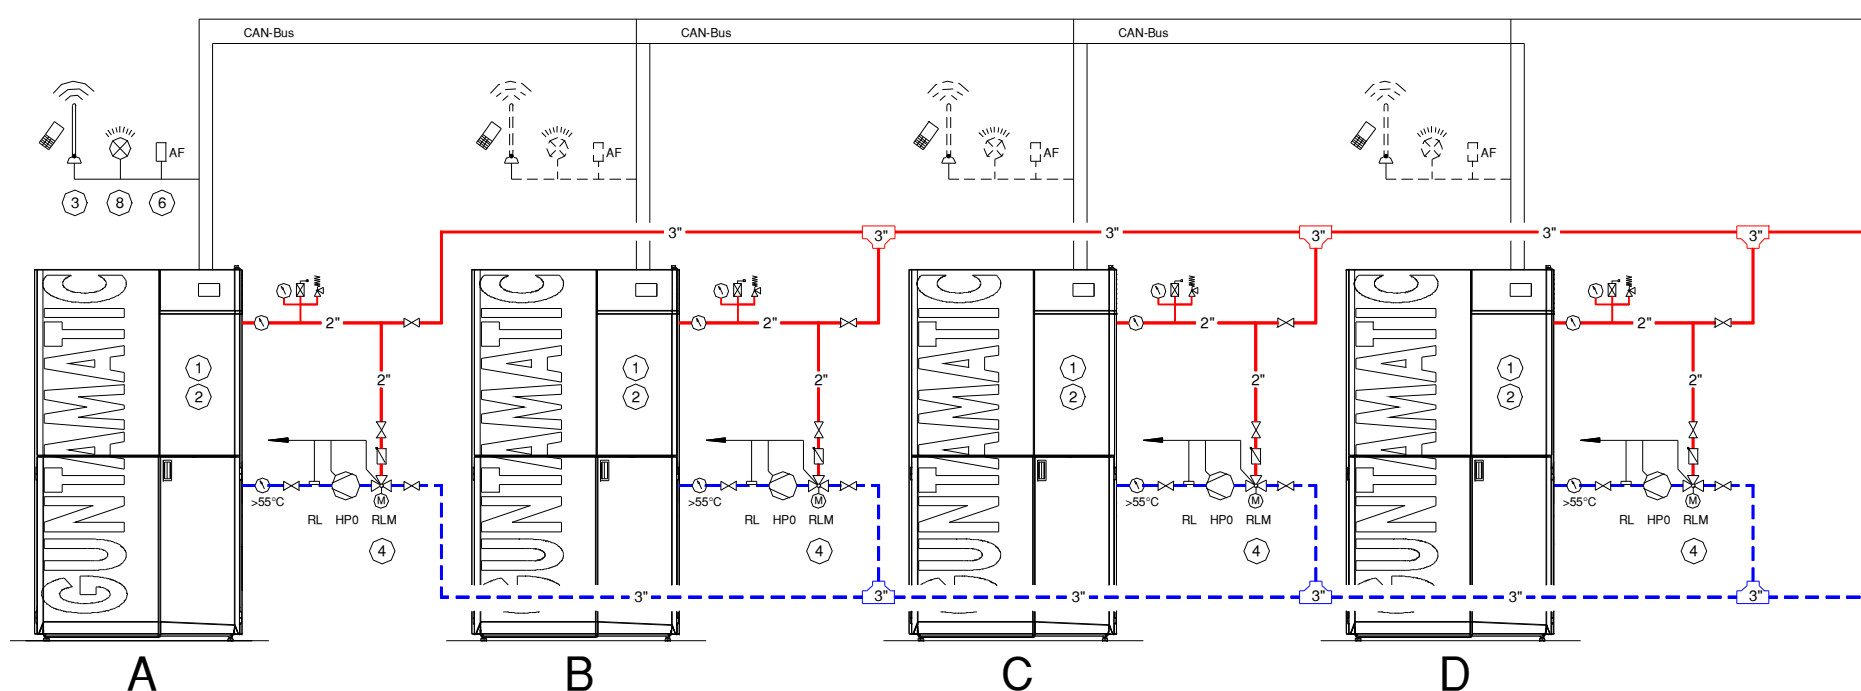 CAN-Bus CAN-Bus CAN-Bus
AF AF AF AF
3 8 6
3" 3" 3" 3" 3" 3"
GUNTAMATIC GUNTAMATIC GUNTAMATIC GUNTAMATIC
2" 2" 2" 2"
1 1 1 1
2" 2" 2" 2"
2 2 2 2
>55°C >55°C >55°C >55°C
M M M M
RL HP0 RLM RL HP0 RLM RL HP0 RLM RL HP0 RLM
4 4 4 4
3" 3" 3" 3" 3" 3"
A B C D